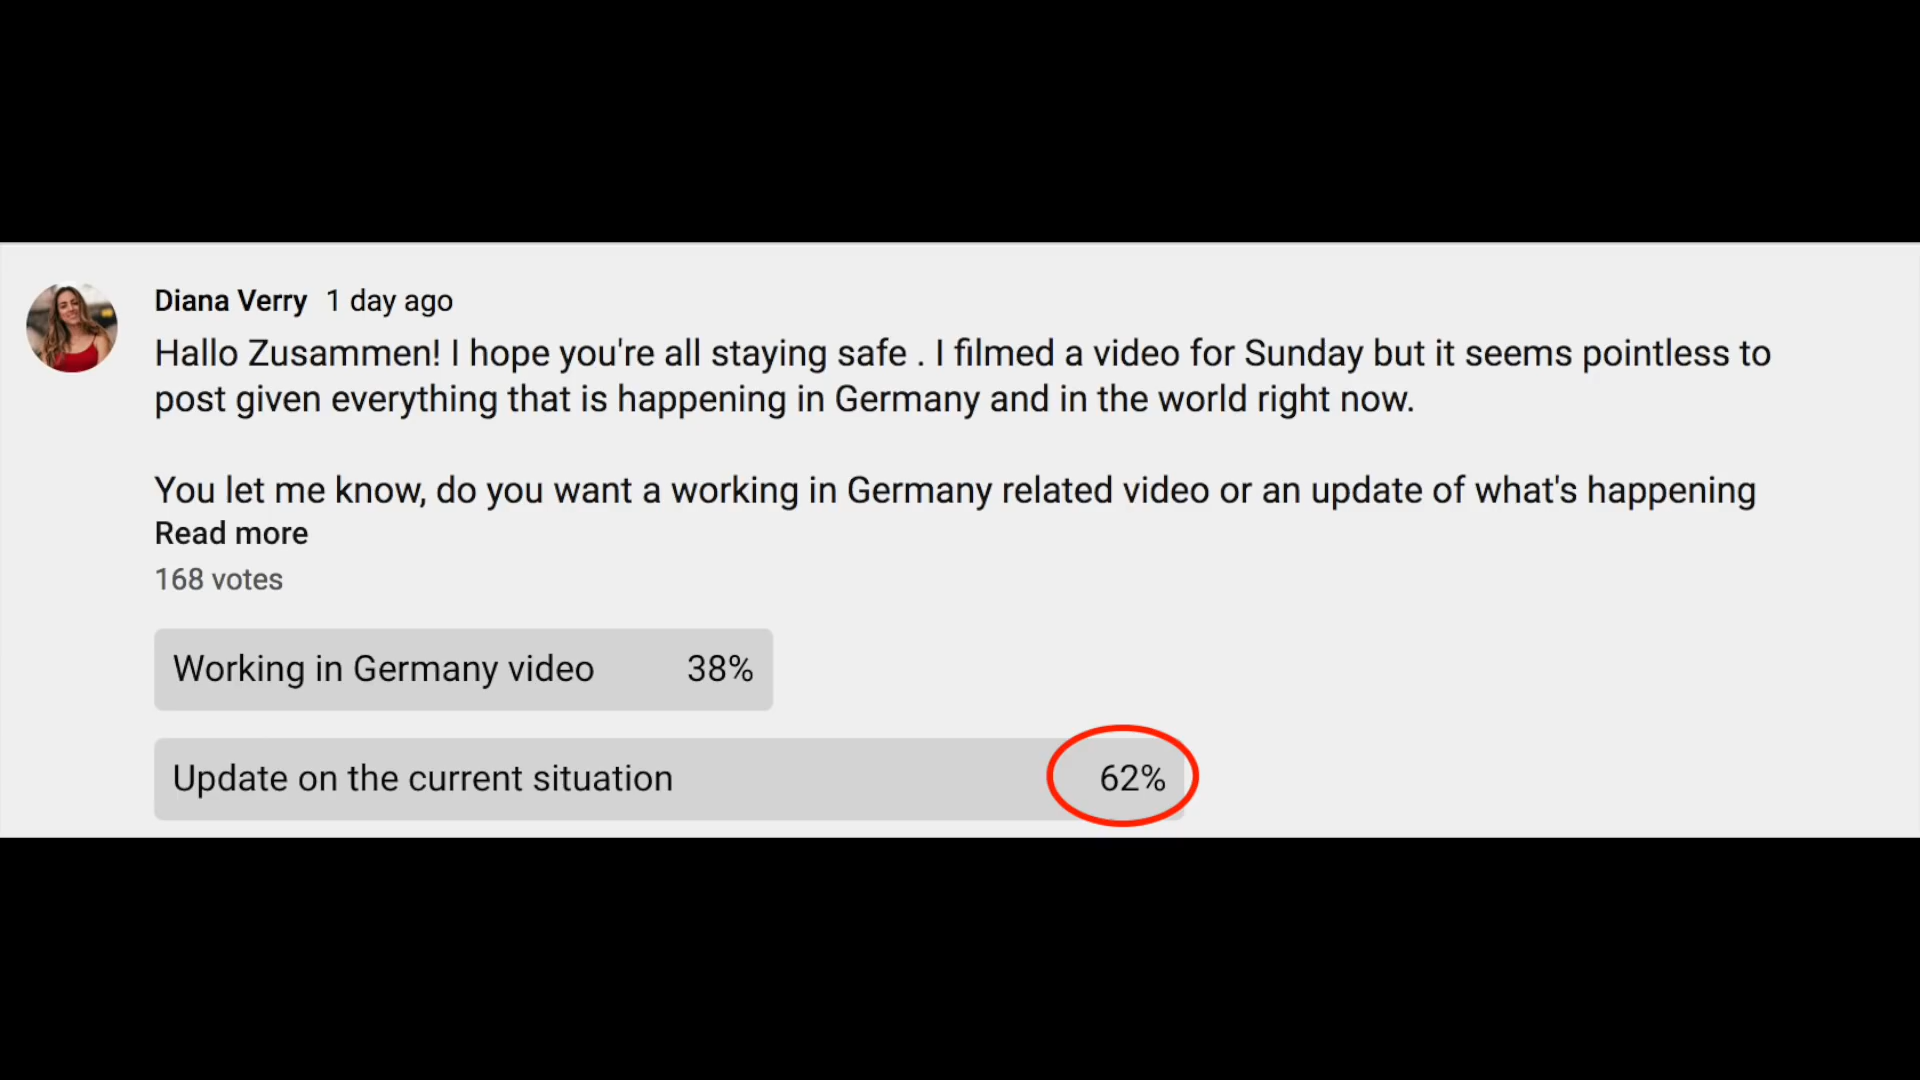 Diana Verry 1 day ago
Hallo Zusammen! I hope you're all staying safe . I filmed a video for Sunday but it seems pointless to
post given everything that is happening in Germany and in the world right now.
You let me know, do you want a working in Germany related video or an update of what's happening
Read more
168 votes
Working in Germany video 38%
Update on the current situation 62%